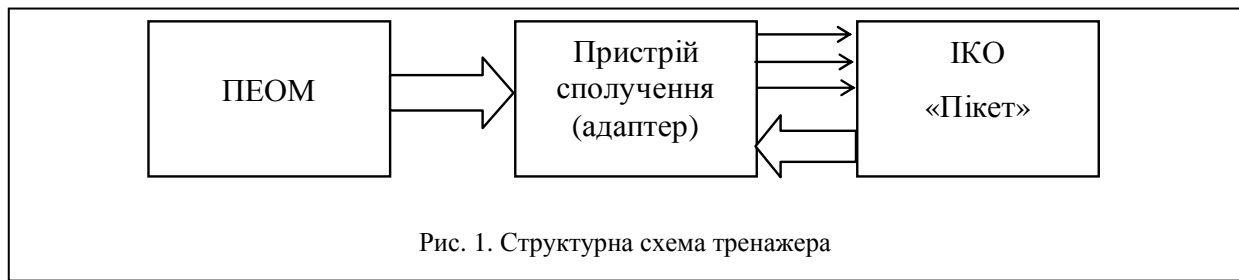 ПЕОМ
Пристрій
сполучення
(адаптер)
ІКО
«Пікет»
Рис. 1. Структурна схема тренажера